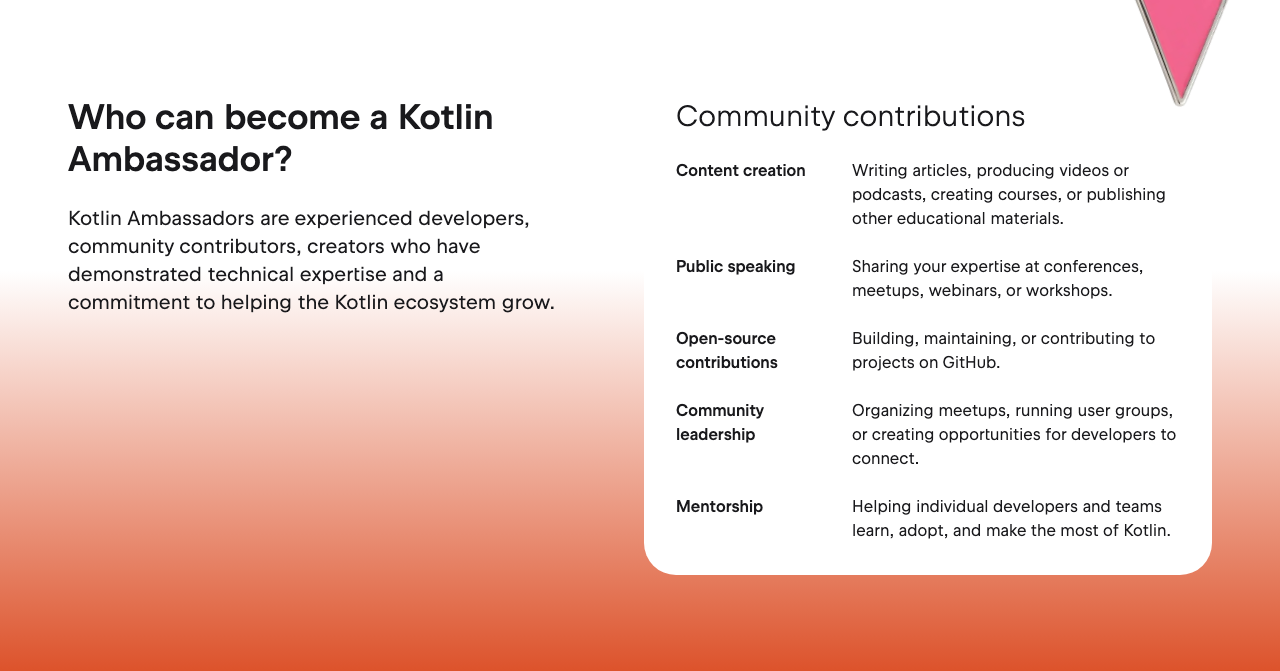 Who can become a Kotlin
Ambassador?
Kotlin Ambassadors are experienced developers,
community contributors, creators who have
demonstrated technical expertise and a
commitment to helping the Kotlin ecosystem grow.
Community contributions
Content creation
Writing articles, producing videos or
podcasts, creating courses, or publishing
other educational materials.
Public speaking
Sharing your expertise at conferences,
meetups, webinars, or workshops.
Open-source
contributions
Building, maintaining, or contributing to
projects on GitHub.
Community
leadership
Organizing meetups, running user groups,
or creating opportunities for developers to
connect.
Mentorship
Helping individual developers and teams
learn, adopt, and make the most of Kotlin.